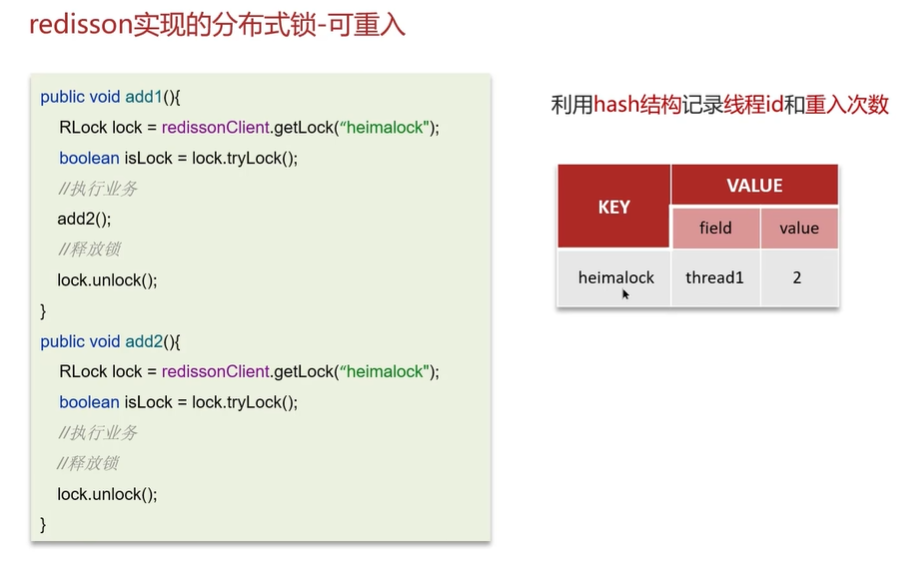 redisson实现的分布式锁-可重入
public void add1(){
RLock lock = redissonClient.getLock(“heimalock");
boolean isLock = lock.tryLock();
//执行业务
add2();
//释放锁
lock.unlock();
}
public void add2(){
RLock lock = redissonClient.getLock(“heimalock");
boolean isLock = lock.tryLock();
//执行业务
//释放锁
lock.unlock();
}
利用hash结构记录线程id和重入次数
KEY
VALUE
field value
heimalock thread1 2